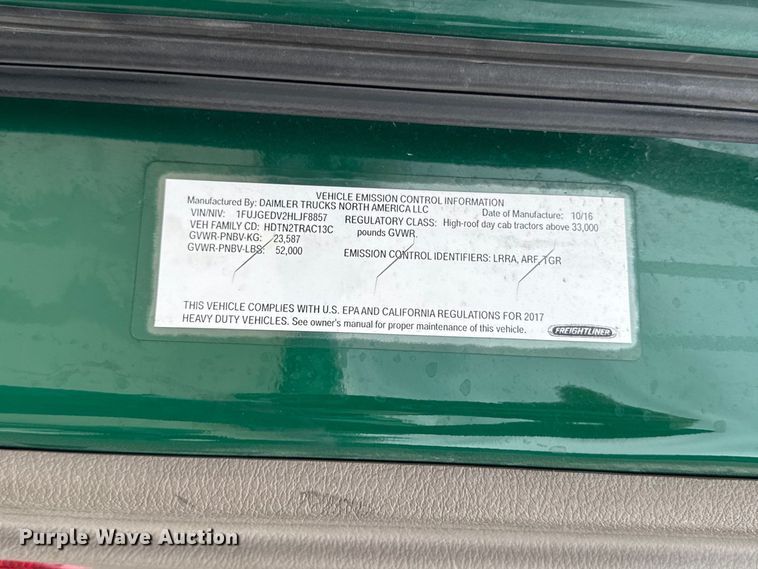 VEHICLE EMISSION CONTROL INFORMATION
Manufactured By: DAIMLER TRUCKS NORTH AMERICA LLC Date of Manufacture: 10/16
VIN/NIV: 1FUJGEDV2HLJF8857 REGULATORY CLASS: High-roof day cab tractors above 33,000
VEH FAMILY CD: HDTN2TRAC13C pounds GVWR.
GVWR-PNBV-KG: 23,587
GVWR-PNBV-LBS: 52,000 EMISSION CONTROL IDENTIFIERS: LRRA, ARF, TGR
THIS VEHICLE COMPLIES WITH U.S. EPA AND CALIFORNIA REGULATIONS FOR 2017
HEAVY DUTY VEHICLES. See owner's manual for proper maintenance of this vehicle. FREIGHTLINER
Purple Wave Auction